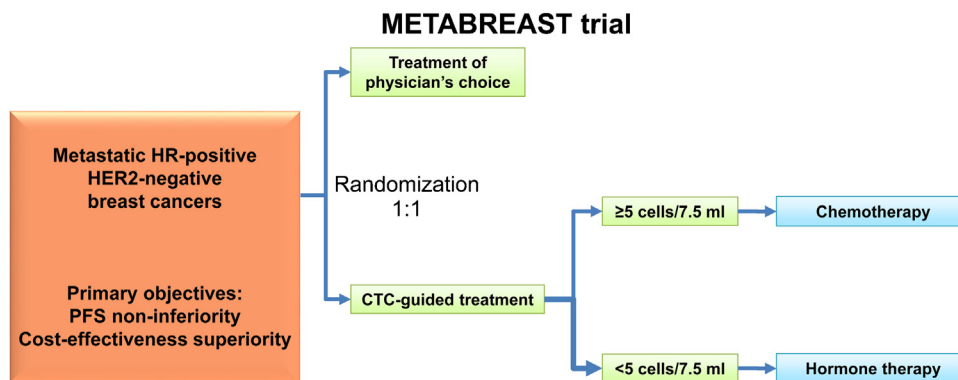 METABREAST trial
Treatment of
physician's choice
Metastatic HR-positive
HER2-negative
breast cancers
Primary objectives:
PFS non-inferiority
Cost-effectiveness superiority
Randomization
1:1
CTC-guided treatment
≥5 cells/7.5 ml
Chemotherapy
<5 cells/7.5 ml
Hormone therapy